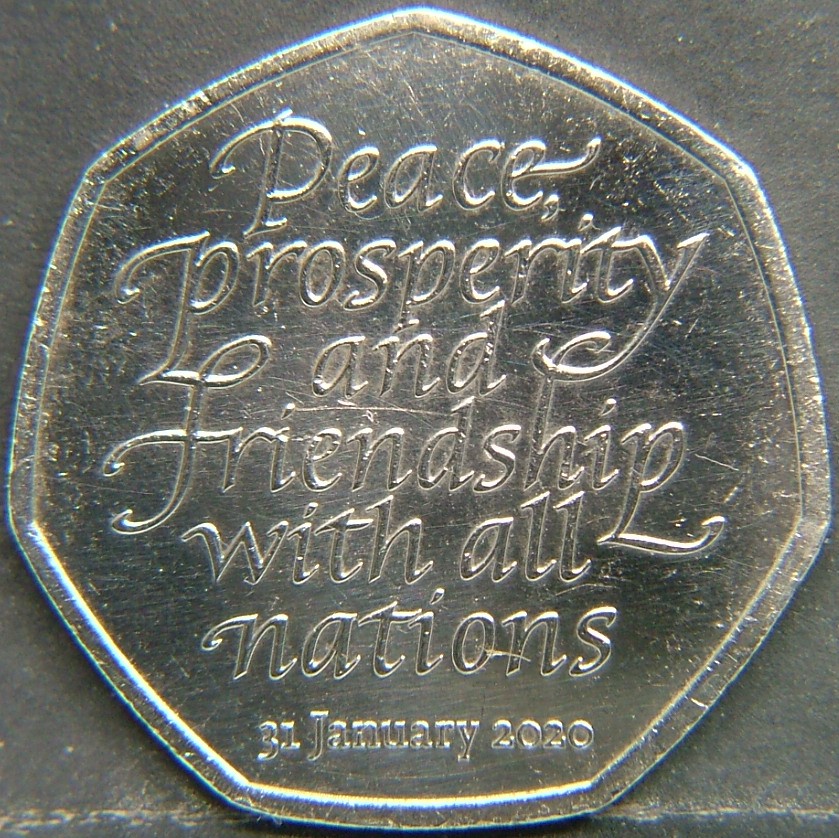 Peace,
prosperity
and
friendship
with all
nations
31 January 2020